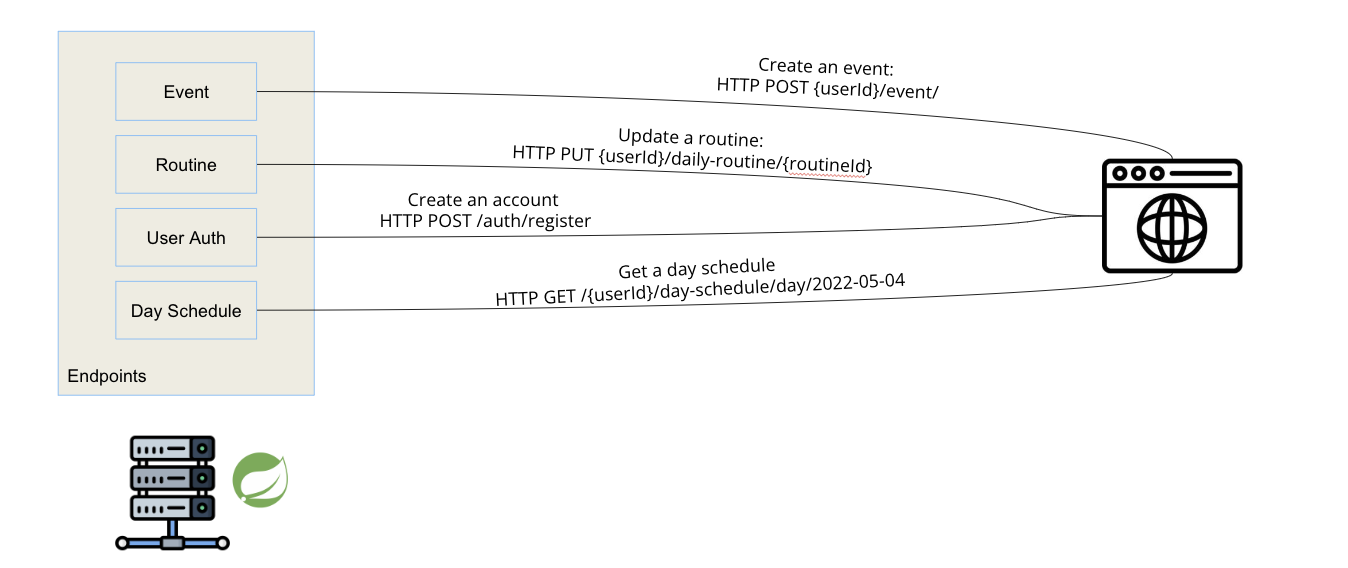 Event
Routine
User Auth
Day Schedule
Endpoints
Create an event:
HTTP POST {userId}/event/
Update a routine:
HTTP PUT {userId}/daily-routine/{routineId}
Create an account
HTTP POST /auth/register
Get a day schedule
HTTP GET /{userId}/day-schedule/day/2022-05-04